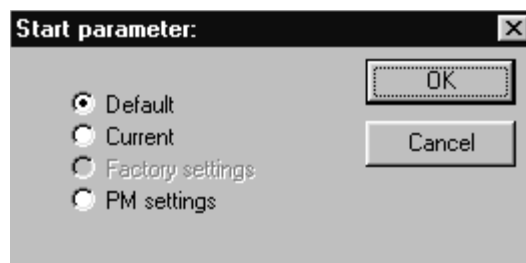 Start parameter:
OK
Default
Current
Cancel
Factory settings
PM settings